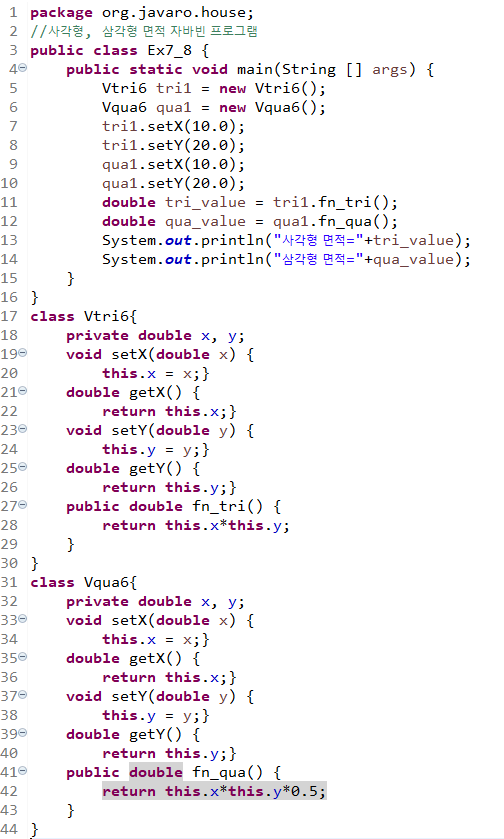 1 package org.javaro.house;
2 //사각형, 삼각형 면적 자바빈 프로그램
3 public class Ex7_8 {
4 public static void main(String [] args) {
5 Vtri6 tri1 = new Vtri6();
6 Vqua6 qua1 = new Vqua6();
7 tri1.setX(10.0);
8 tri1.setY(20.0);
9 qua1.setX(10.0);
10 qua1.setY(20.0);
11 double tri_value = tri1.fn_tri();
12 double qua_value = qua1.fn_qua();
13 System.out.println("사각형 면적="+tri_value);
14 System.out.println("삼각형 면적="+qua_value);
15 }
16 }
17 class Vtri6{
18 private double x, y;
19 void setX(double x) {
20 this.x = x;}
21 double getX() {
22 return this.x;}
23 void setY(double y) {
24 this.y = y;}
25 double getY() {
26 return this.y;}
27 public double fn_tri() {
28 return this.x*this.y;
29 }
30 }
31 class Vqua6{
32 private double x, y;
33 void setX(double x) {
34 this.x = x;}
35 double getX() {
36 return this.x;}
37 void setY(double y) {
38 this.y = y;}
39 double getY() {
40 return this.y;}
41 public double fn_qua() {
42 return this.x*this.y*0.5;
43 }
44 }